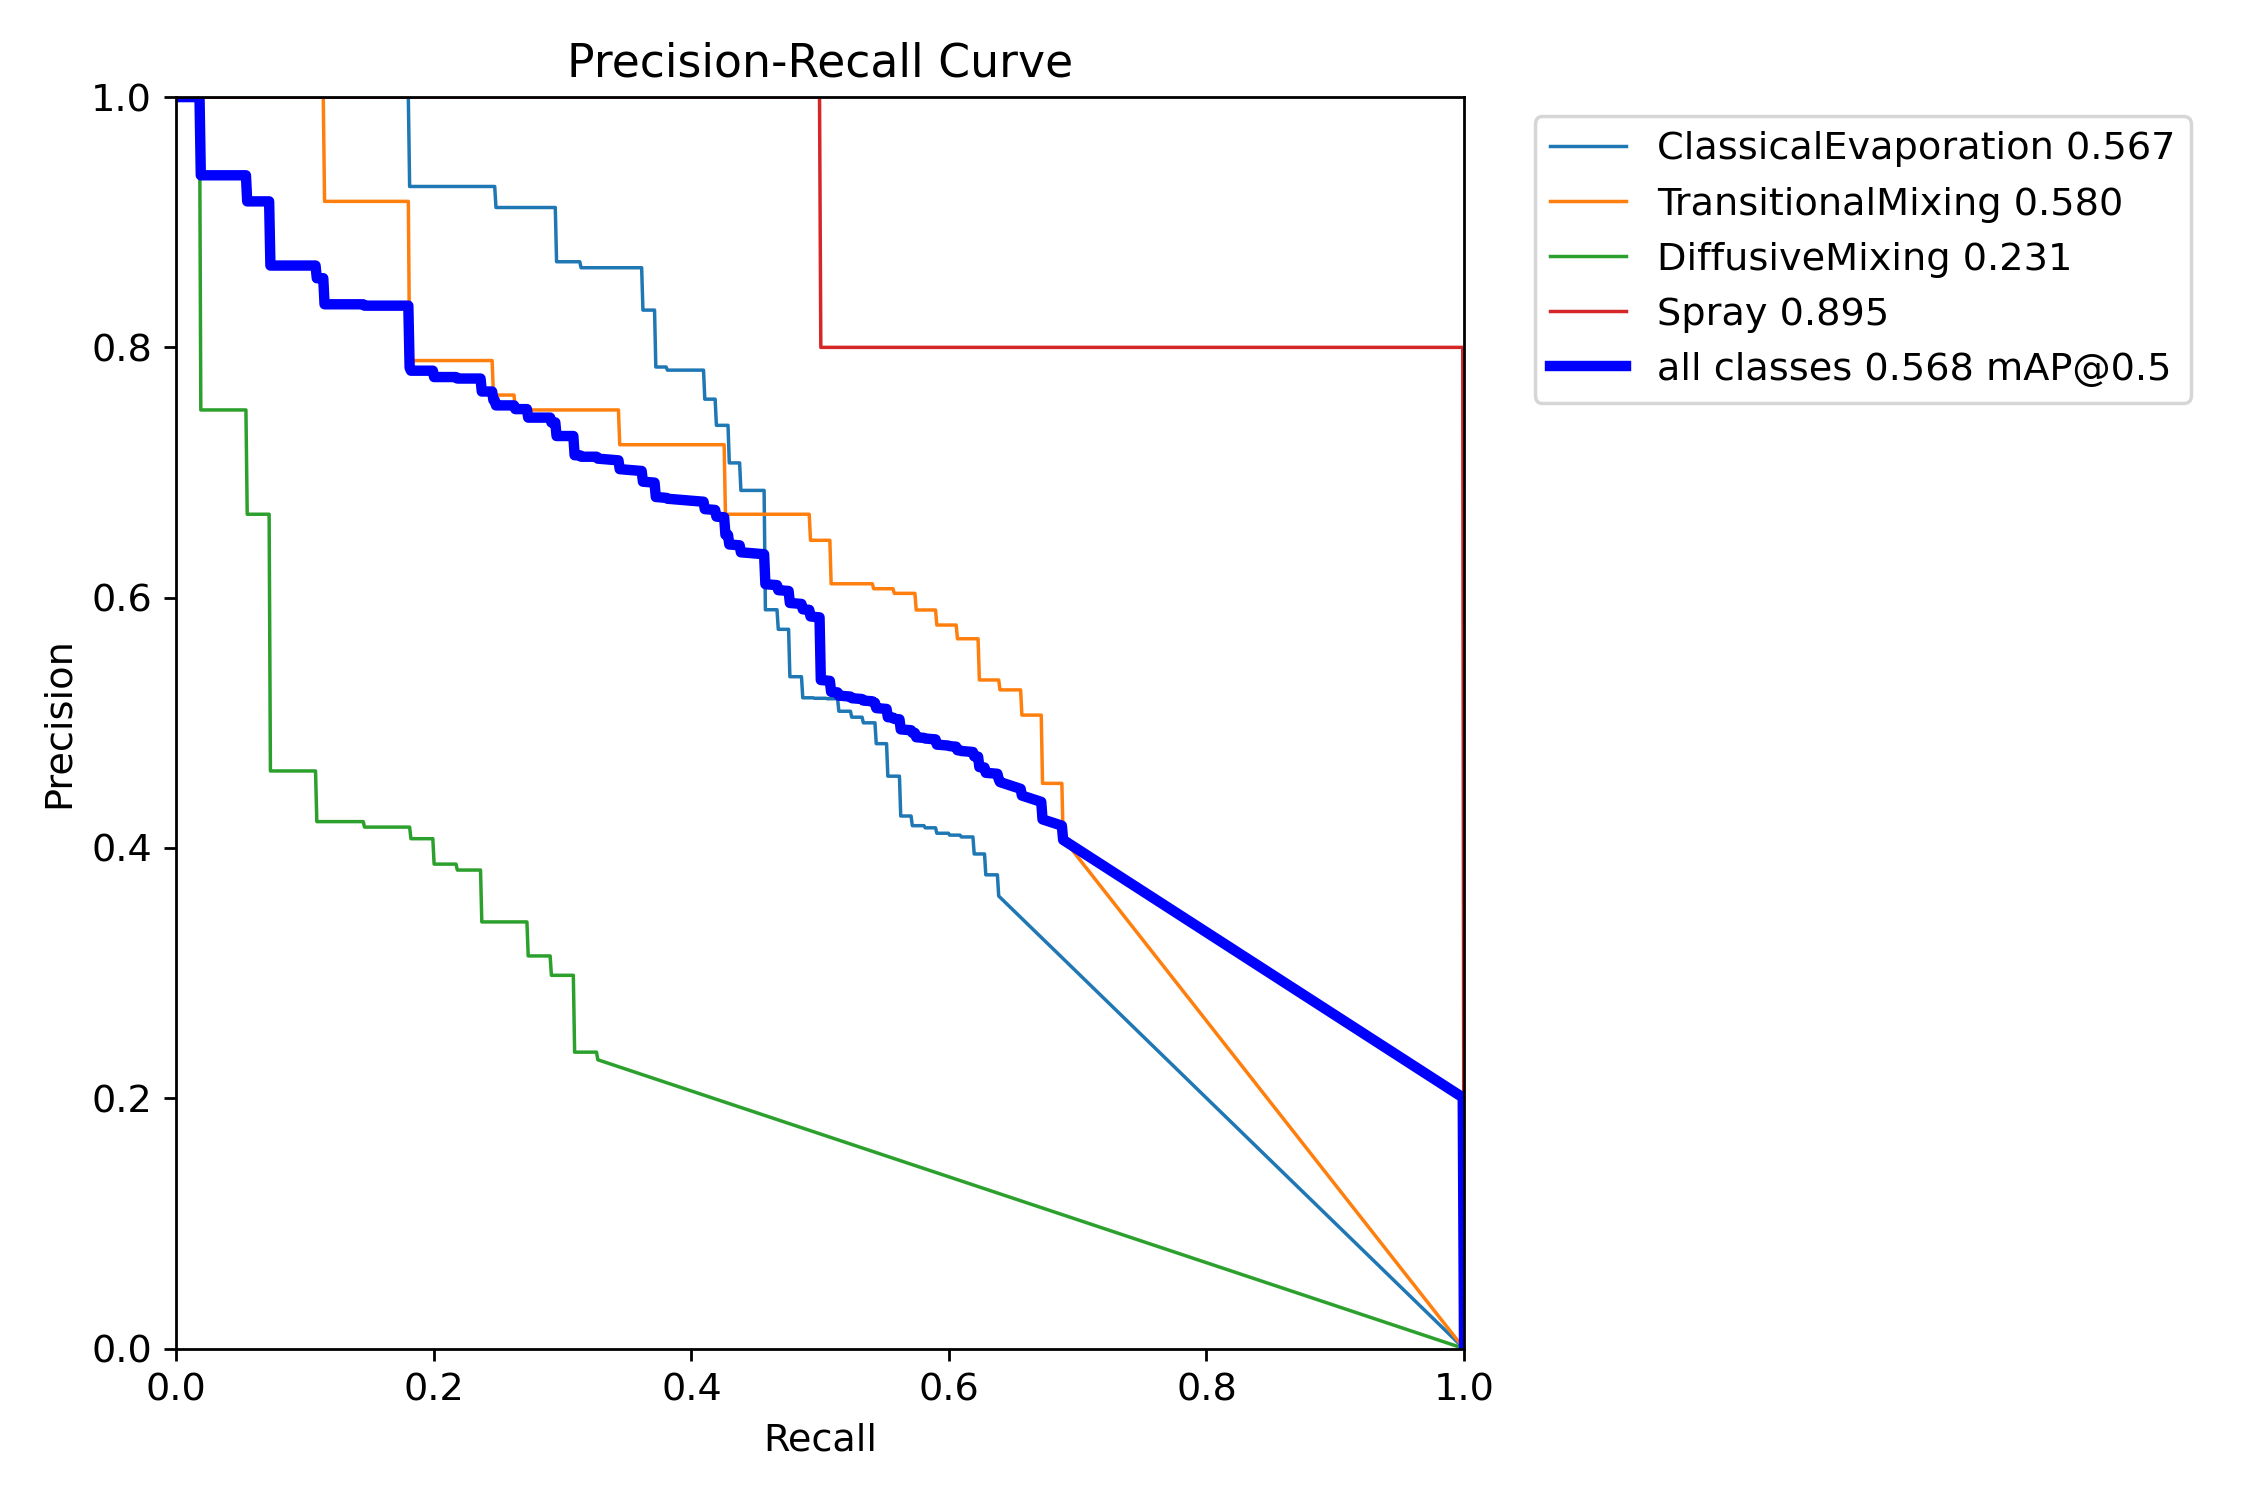 Precision-Recall Curve
1.0
0.8
0.6
0.4
0.2
0.0
Precision
0.0 0.2 0.4 0.6 0.8 1.0
Recall
ClassicalEvaporation 0.567
TransitionalMixing 0.580
DiffusiveMixing 0.231
Spray 0.895
all classes 0.568 mAP@0.5